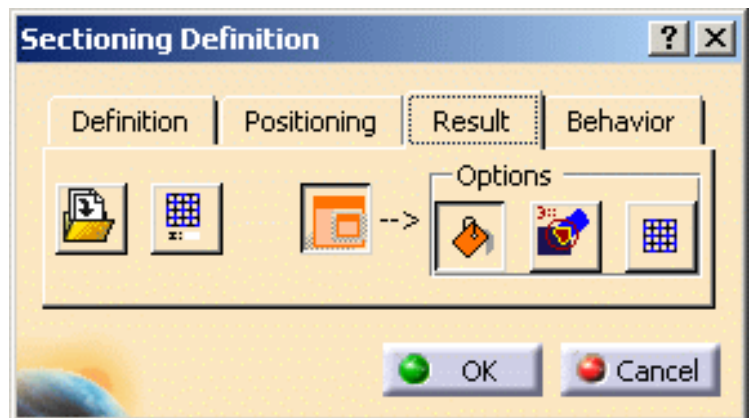 Sectioning Definition
Definition Positioning Result Behavior
Options
-->
OK Cancel